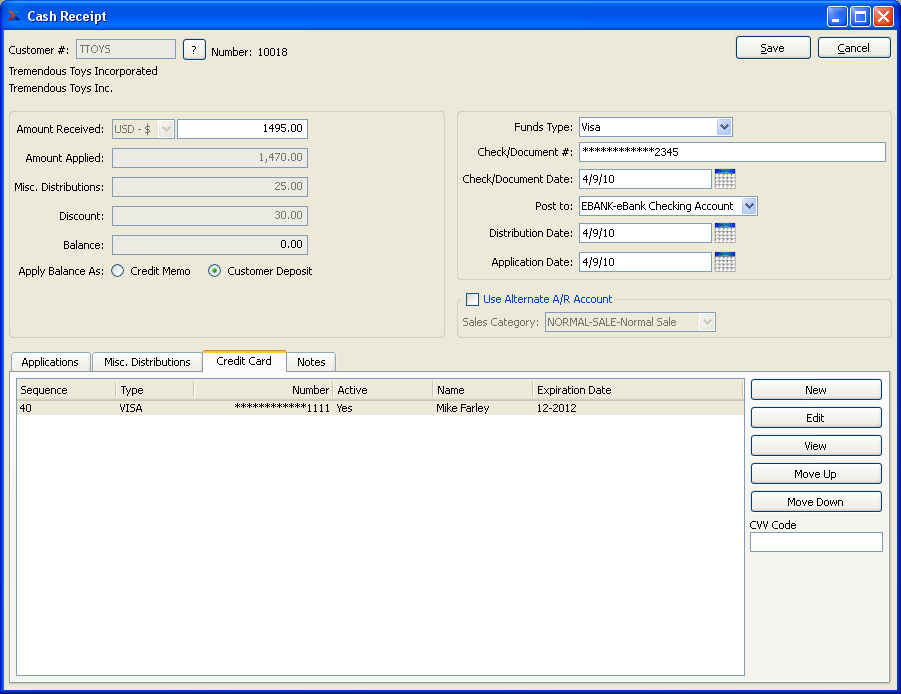 Cash Receipt
Customer #: TTOYS ? Number: 10018 Save Cancel
Tremendous Toys Incorporated
Tremendous Toys Inc.
Amount Received: USD - $ 1495.00
Amount Applied: 1,470.00
Misc. Distributions: 25.00
Discount: 30.00
Balance: 0.00
Apply Balance As: Credit Memo Customer Deposit
Funds Type: Visa
Check/Document #: ************2345
Check/Document Date: 4/9/10
Post to: EBANK-eBank Checking Account
Distribution Date: 4/9/10
Application Date: 4/9/10
Use Alternate A/R Account
Sales Category: NORMAL-SALE-Normal Sale
Applications Misc. Distributions Credit Card Notes
Sequence Type Number Active Name Expiration Date
40 VISA ************1111 Yes Mike Farley 12-2012
New
Edit
View
Move Up
Move Down
CVV Code